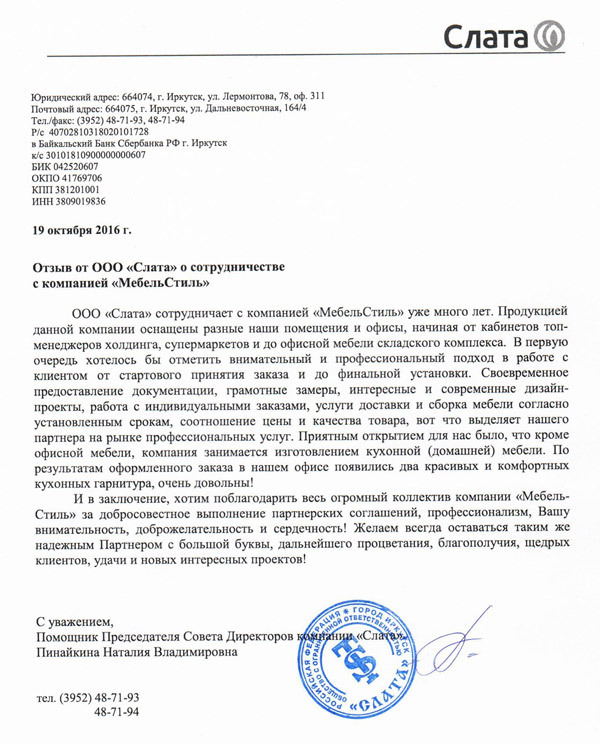 Слата
Юридический адрес: 664074, г. Иркутск, ул. Лермонтова, 78, оф. 311
Почтовый адрес: 664075, г. Иркутск, ул. Дальневосточная, 164/4
Тел./факс: (3952) 48-71-93, 48-71-94
Р/с 40702810318020101728
в Байкальский Банк Сбербанка РФ г. Иркутск
к/с 30101810900000000607
БИК 042520607
ОКПО 41769706
КПП 381201001
ИНН 3809019836
19 октября 2016 г.
Отзыв от ООО «Слата» о сотрудничестве
с компанией «МебельСтиль»
ООО «Слата» сотрудничает с компанией «МебельСтиль» уже много лет. Продукцией
данной компании оснащены разные наши помещения и офисы, начиная от кабинетов топ-
менеджеров холдинга, супермаркетов и до офисной мебели складского комплекса. В первую
очередь хотелось бы отметить внимательный и профессиональный подход в работе с
клиентом от стартового принятия заказа и до финальной установки. Своевременное
предоставление документации, грамотные замеры, интересные и современные дизайн-
проекты, работа с индивидуальными заказами, услуги доставки и сборка мебели согласно
установленным срокам, соотношение цены и качества товара, вот что выделяет нашего
партнера на рынке профессиональных услуг. Приятным открытием для нас было, что кроме
офисной мебели, компания занимается изготовлением кухонной (домашней) мебели. По
результатам оформленного заказа в нашем офисе появились два красивых и комфортных
кухонных гарнитура, очень довольны!
И в заключение, хотим поблагодарить весь огромный коллектив компании «Мебель-
Стиль» за добросовестное выполнение партнерских соглашений, профессионализм, Вашу
внимательность, доброжелательность и сердечность! Желаем всегда оставаться таким же
надежным Партнером с большой буквы, дальнейшего процветания, благополучия, щедрых
клиентов, удачи и новых интересных проектов!
С уважением,
Помощник Председателя Совета Директоров компании «Слата»
Пинайкина Наталия Владимировна
РОССИЙСКАЯ ФЕДЕРАЦИЯ * ГОРОД ИРКУТСК
ОБЩЕСТВО С ОГРАНИЧЕННОЙ ОТВЕТСТВЕННОСТЬЮ
«СЛАТА»
тел. (3952) 48-71-93
48-71-94